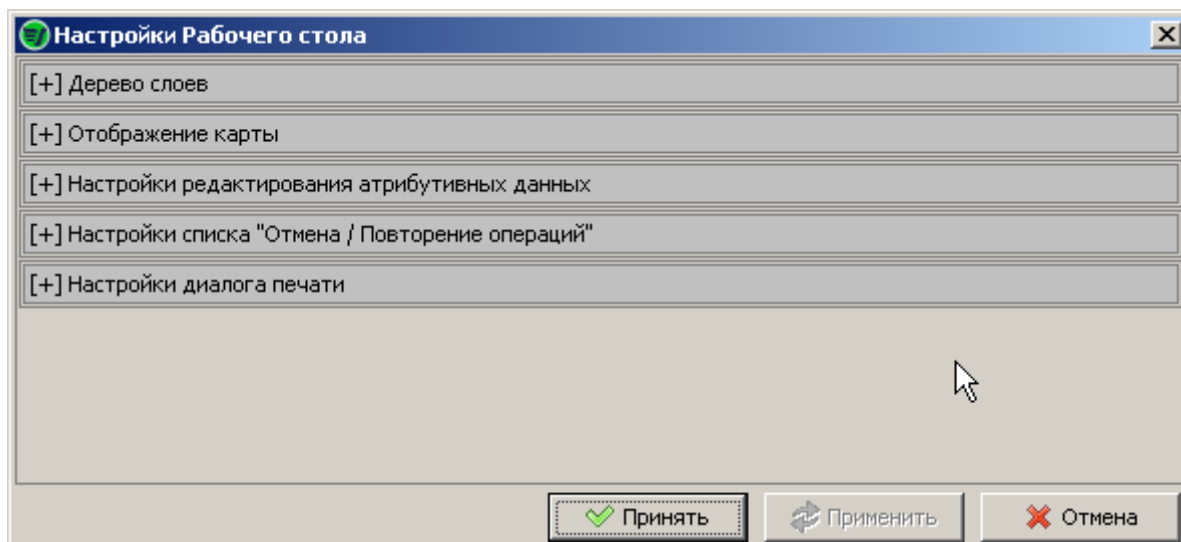 Настройки Рабочего стола
[+] Дерево слоев
[+] Отображение карты
[+] Настройки редактирования атрибутивных данных
[+] Настройки списка "Отмена / Повторение операций"
[+] Настройки диалога печати
Принять Применить Отмена